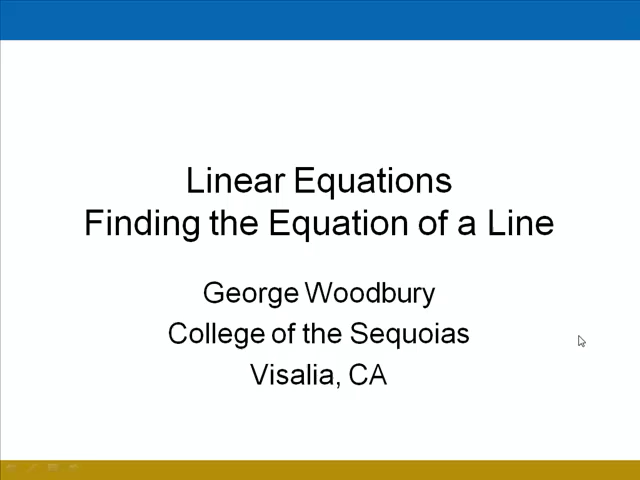 Linear Equations
Finding the Equation of a Line
George Woodbury
College of the Sequoias
Visalia, CA